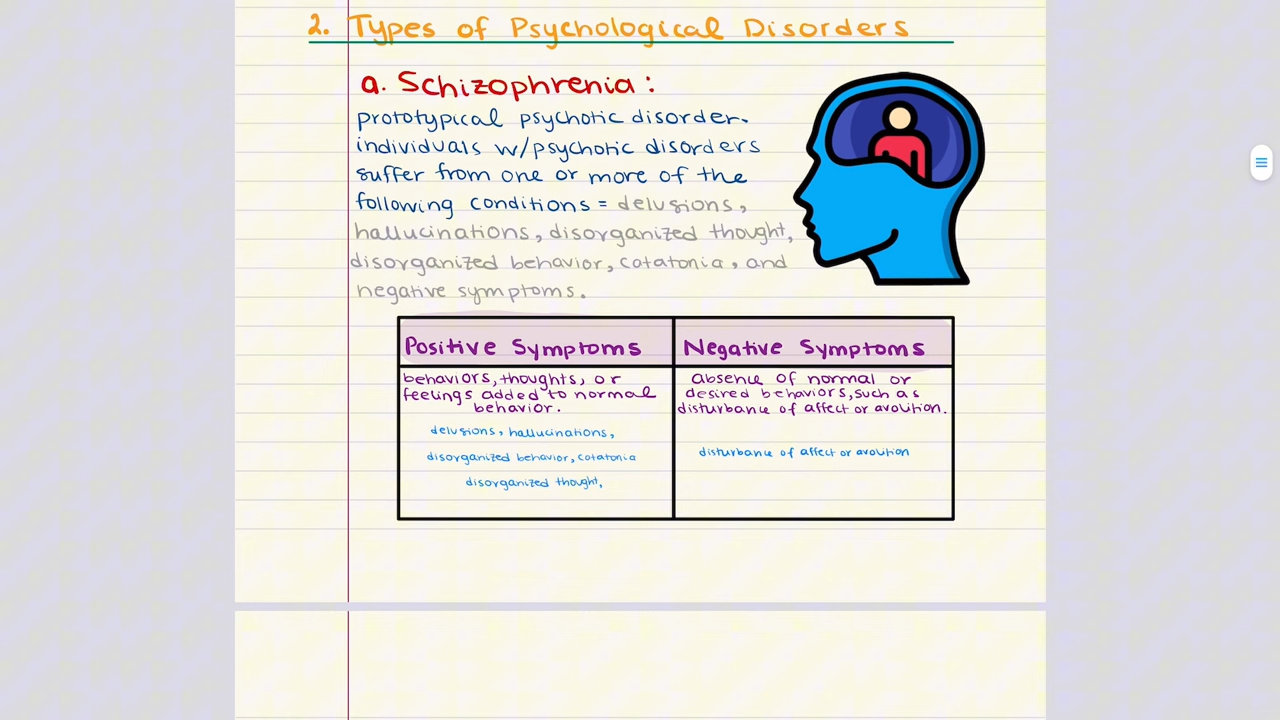 2. Types of Psychological Disorders
a. Schizophrenia:
prototypical psychotic disorder.
individuals w/psychotic disorders
suffer from one or more of the
following conditions = delusions,
hallucinations, disorganized thought,
disorganized behavior, catatonia, and
negative symptoms.
Positive Symptoms
behaviors, thoughts, or
feelings added to normal
behavior.
delusions, hallucinations,
disorganized behavior, catatonia
disorganized thought,
Negative Symptoms
absence of normal or
desired behaviors, such as
disturbance of affect or avolition.
disturbance of affect or avolition